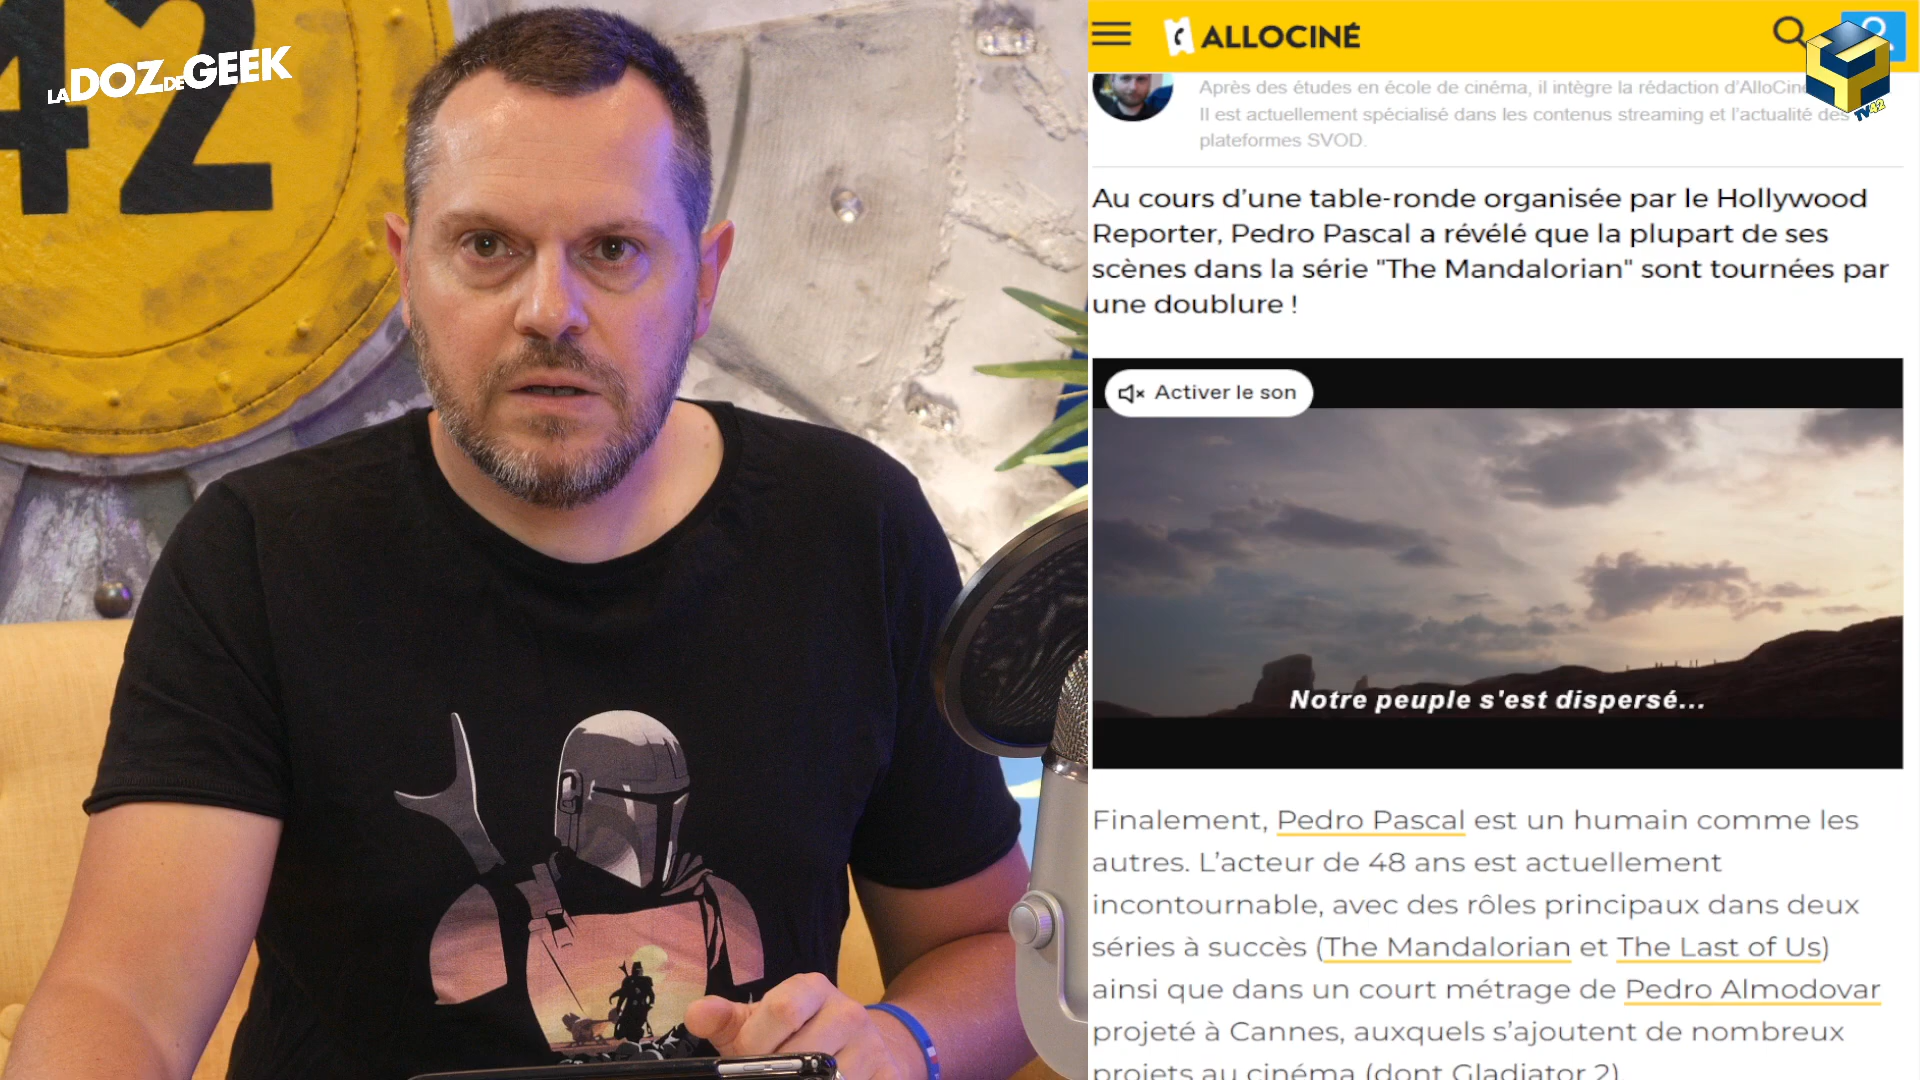 42
LA DOZ DE GEEK
ALLOCINÉ
TV42
Après des études en école de cinéma, il intègre la rédaction d'AlloCiné
Il est actuellement spécialisé dans les contenus streaming et l'actualité des
plateformes SVOD.
Au cours d'une table-ronde organisée par le Hollywood
Reporter, Pedro Pascal a révélé que la plupart de ses
scènes dans la série "The Mandalorian" sont tournées par
une doublure !
Activer le son
Notre peuple s'est dispersé...
Finalement, Pedro Pascal est un humain comme les
autres. L'acteur de 48 ans est actuellement
incontournable, avec des rôles principaux dans deux
séries à succès (The Mandalorian et The Last of Us)
ainsi que dans un court métrage de Pedro Almodovar
projeté à Cannes, auxquels s'ajoutent de nombreux
projets au cinéma (dont Gladiator 2)